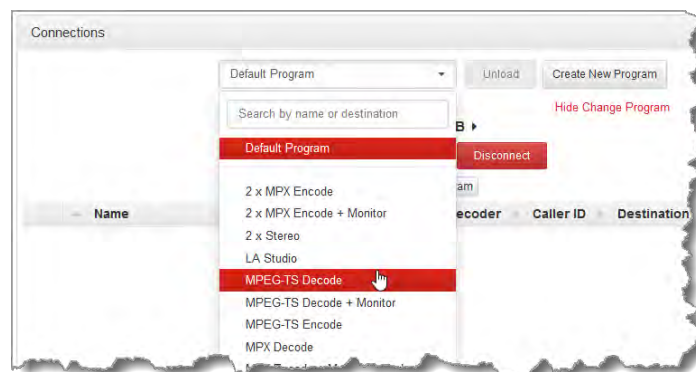 Connections
Default Program
Unload
Create New Program
Search by name or destination
Hide Change Program
B
Default Program
Disconnect
am
2 x MPX Encode
2 x MPX Encode + Monitor
Name
ecoder
Caller ID
Destination
2 x Stereo
LA Studio
MPEG-TS Decode
MPEG-TS Decode + Monitor
MPEG-TS Encode
MPX Decode